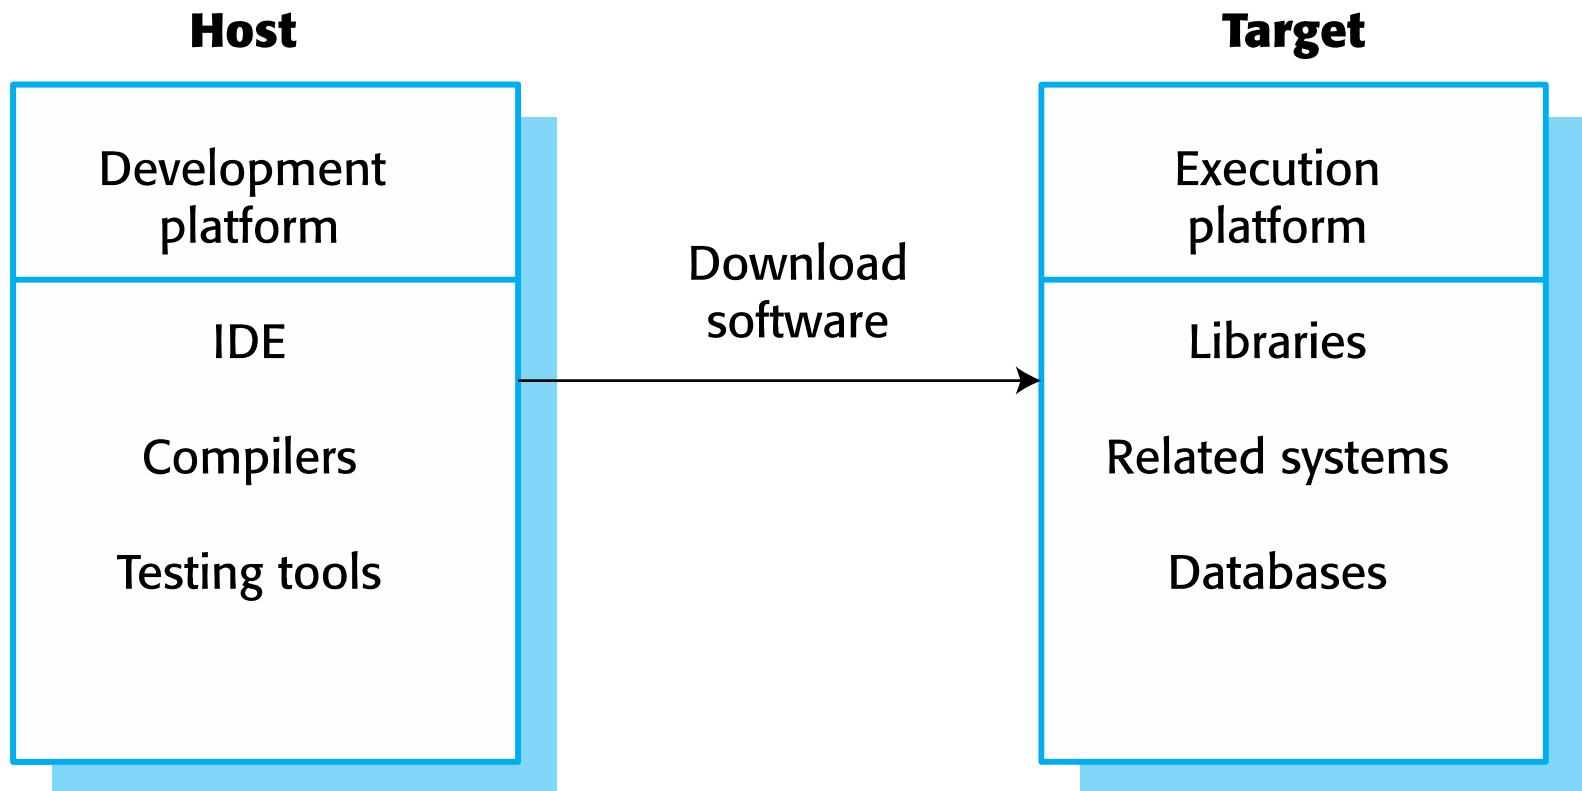 Host
Development
platform
IDE
Compilers
Testing tools
Download
software
Target
Execution
platform
Libraries
Related systems
Databases